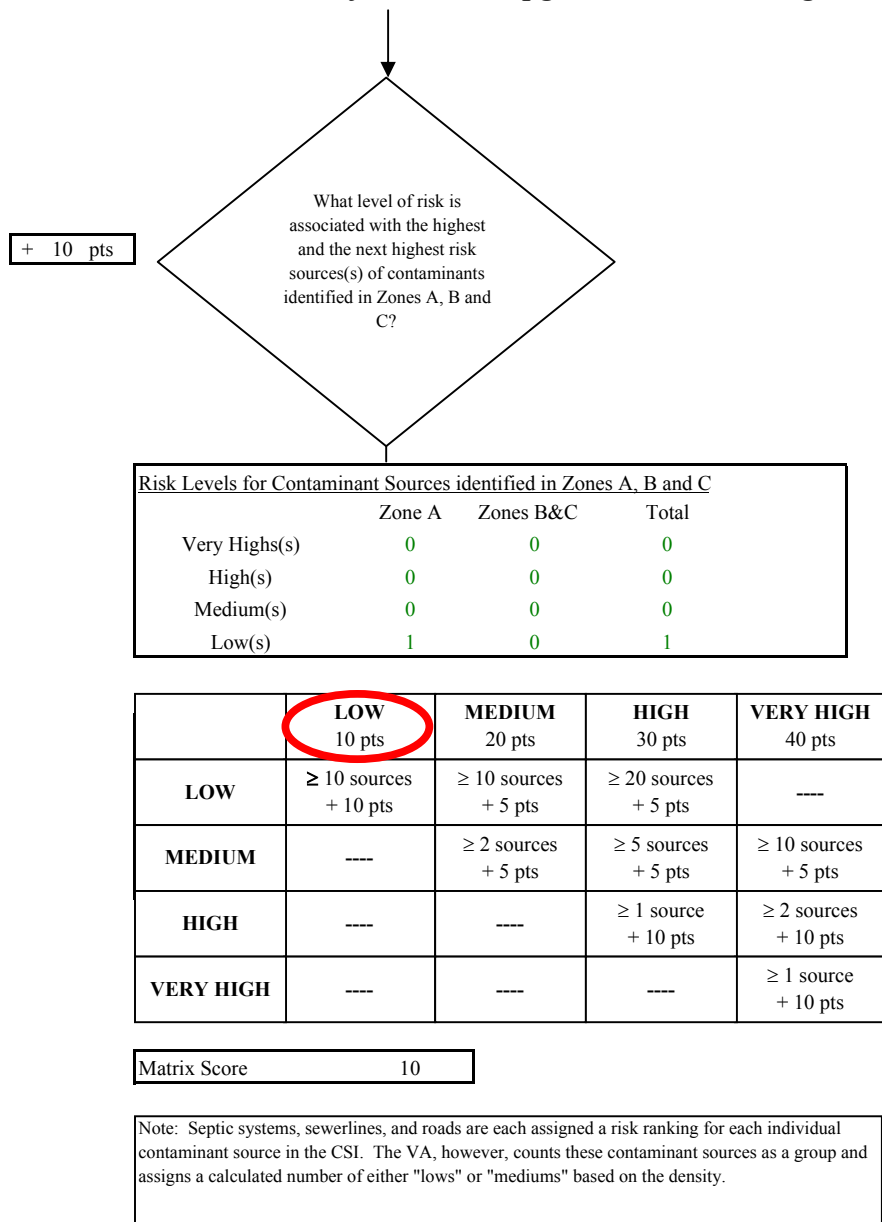 What level of risk is
associated with the highest
and the next highest risk
sources(s) of contaminants
identified in Zones A, B and
C?
+ 10 pts
Risk Levels for Contaminant Sources identified in Zones A, B and C
Zone A Zones B&C Total
Very Highs(s) 0 0 0
High(s) 0 0 0
Medium(s) 0 0 0
Low(s) 1 0 1
LOW MEDIUM HIGH VERY HIGH
10 pts 20 pts 30 pts 40 pts
LOW ≥ 10 sources ≥ 10 sources ≥ 20 sources ----
+ 10 pts + 5 pts + 5 pts
MEDIUM ---- ≥ 2 sources ≥ 5 sources ≥ 10 sources
+ 5 pts + 5 pts + 5 pts
HIGH ---- ---- ≥ 1 source ≥ 2 sources
+ 10 pts + 10 pts
VERY HIGH ---- ---- ---- ≥ 1 source
+ 10 pts
Matrix Score 10
Note: Septic systems, sewerlines, and roads are each assigned a risk ranking for each individual
contaminant source in the CSI. The VA, however, counts these contaminant sources as a group and
assigns a calculated number of either "lows" or "mediums" based on the density.